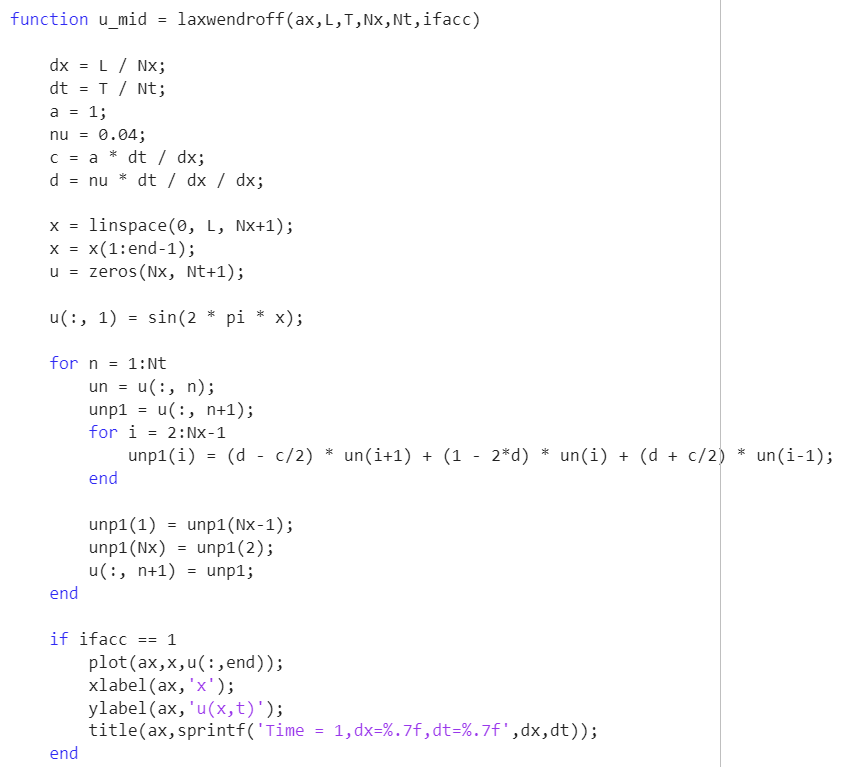 function u_mid = laxwendroff(ax,L,T,Nx,Nt,ifacc)
dx = L / Nx;
dt = T / Nt;
a = 1;
nu = 0.04;
c = a * dt / dx;
d = nu * dt / dx / dx;
x = linspace(0, L, Nx+1);
x = x(1:end-1);
u = zeros(Nx, Nt+1);
u(:, 1) = sin(2 * pi * x);
for n = 1:Nt
un = u(:, n);
unp1 = u(:, n+1);
for i = 2:Nx-1
unp1(i) = (d - c/2) * un(i+1) + (1 - 2*d) * un(i) + (d + c/2) * un(i-1);
end
unp1(1) = unp1(Nx-1);
unp1(Nx) = unp1(2);
u(:, n+1) = unp1;
end
if ifacc == 1
plot(ax,x,u(:,end));
xlabel(ax,'x');
ylabel(ax,'u(x,t)');
title(ax,sprintf('Time = 1,dx=%.7f,dt=%.7f',dx,dt));
end